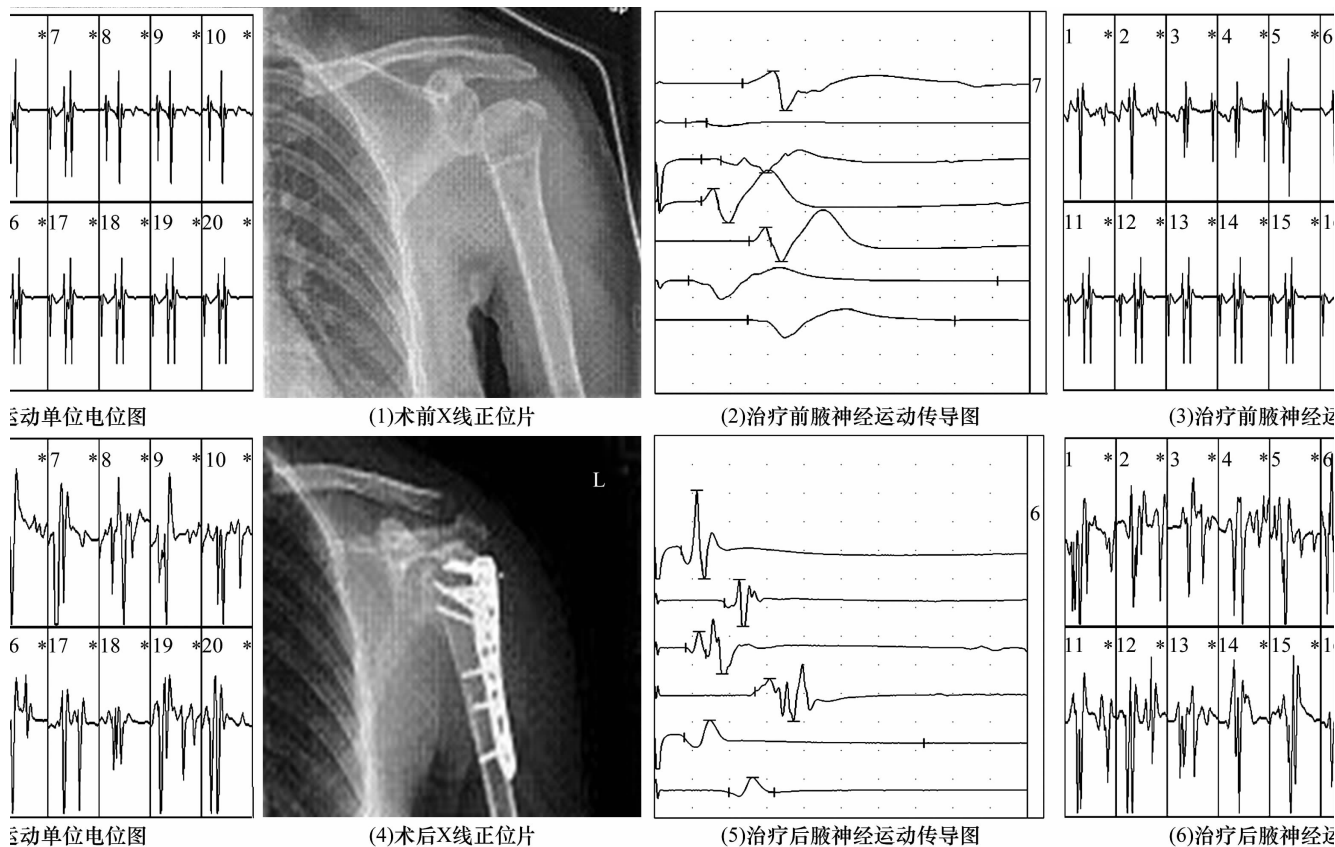 *7 *8 *9 *10 *
6 *17 *18 *19 *20 *
运动单位电位图
(1)术前X线正位片
7
(2)治疗前腋神经运动传导图
1 *2 *3 *4 *5 *6
11 *12 *13 *14 *15 *
(3)治疗前腋神经运
*7 *8 *9 *10 *
6 *17 *18 *19 *20 *
运动单位电位图
L
(4)术后X线正位片
6
(5)治疗后腋神经运动传导图
1 *2 *3 *4 *5 *6
11 *12 *13 *14 *15 *
(6)治疗后腋神经运